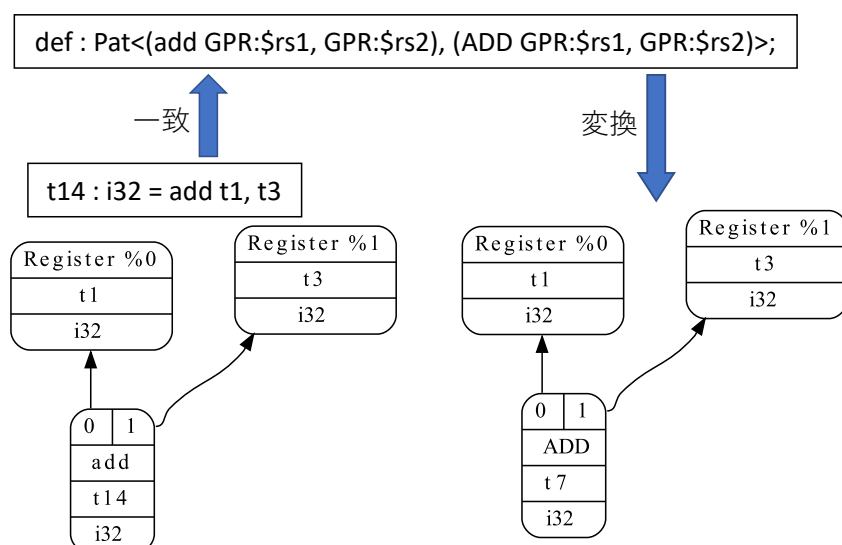 def : Pat<(add GPR:$rs1, GPR:$rs2), (ADD GPR:$rs1, GPR:$rs2)>;
一致
変換
t14 : i32 = add t1, t3
Register %0
t1
i32
Register %1
t3
i32
0 1
add
t14
i32
Register %0
t1
i32
Register %1
t3
i32
0 1
ADD
t7
i32